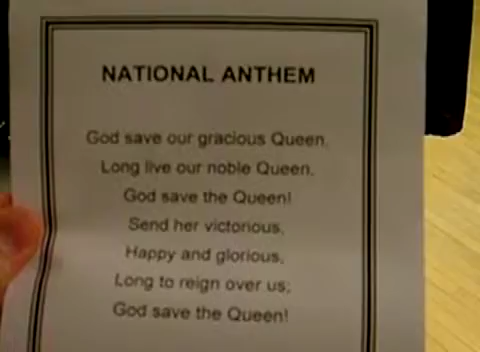 NATIONAL ANTHEM
God save our gracious Queen,
Long live our noble Queen,
God save the Queen!
Send her victorious,
Happy and glorious,
Long to reign over us;
God save the Queen!